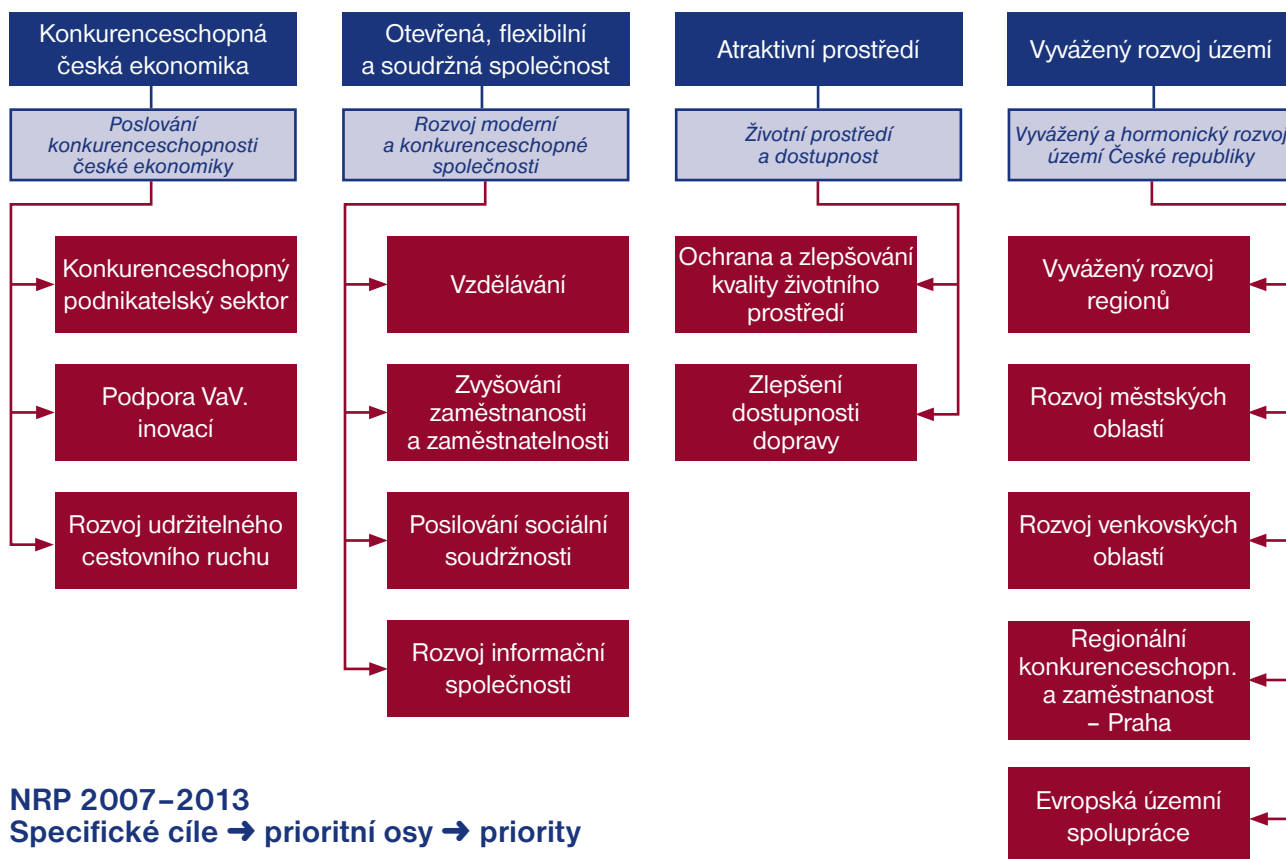 Konkurenceschopná
česká ekonomika
Poslování
konkurenceschopnosti
české ekonomiky
Konkurenceschopný
podnikatelský sektor
Podpora VaV.
inovací
Rozvoj udržitelného
cestovního ruchu
Otevřená, flexibilní
a soudržná společnost
Rozvoj moderní
a konkurenceschopné
společnosti
Vzdělávání
Zvyšování
zaměstnanosti
a zaměstnatelnosti
Posilování sociální
soudržnosti
Rozvoj informační
společnosti
Atraktivní prostředí
Životní prostředí
a dostupnost
Ochrana a zlepšování
kvality životního
prostředí
Zlepšení
dostupnosti
dopravy
Vyvážený rozvoj území
Vyvážený a hormonický rozvoj
území České republiky
Vyvážený rozvoj
regionů
Rozvoj městských
oblastí
Rozvoj venkovských
oblastí
Regionální
konkurenceschopn.
a zaměstnanost
– Praha
Evropská územní
spolupráce
NRP 2007–2013
Specifické cíle ➜ prioritní osy ➜ priority